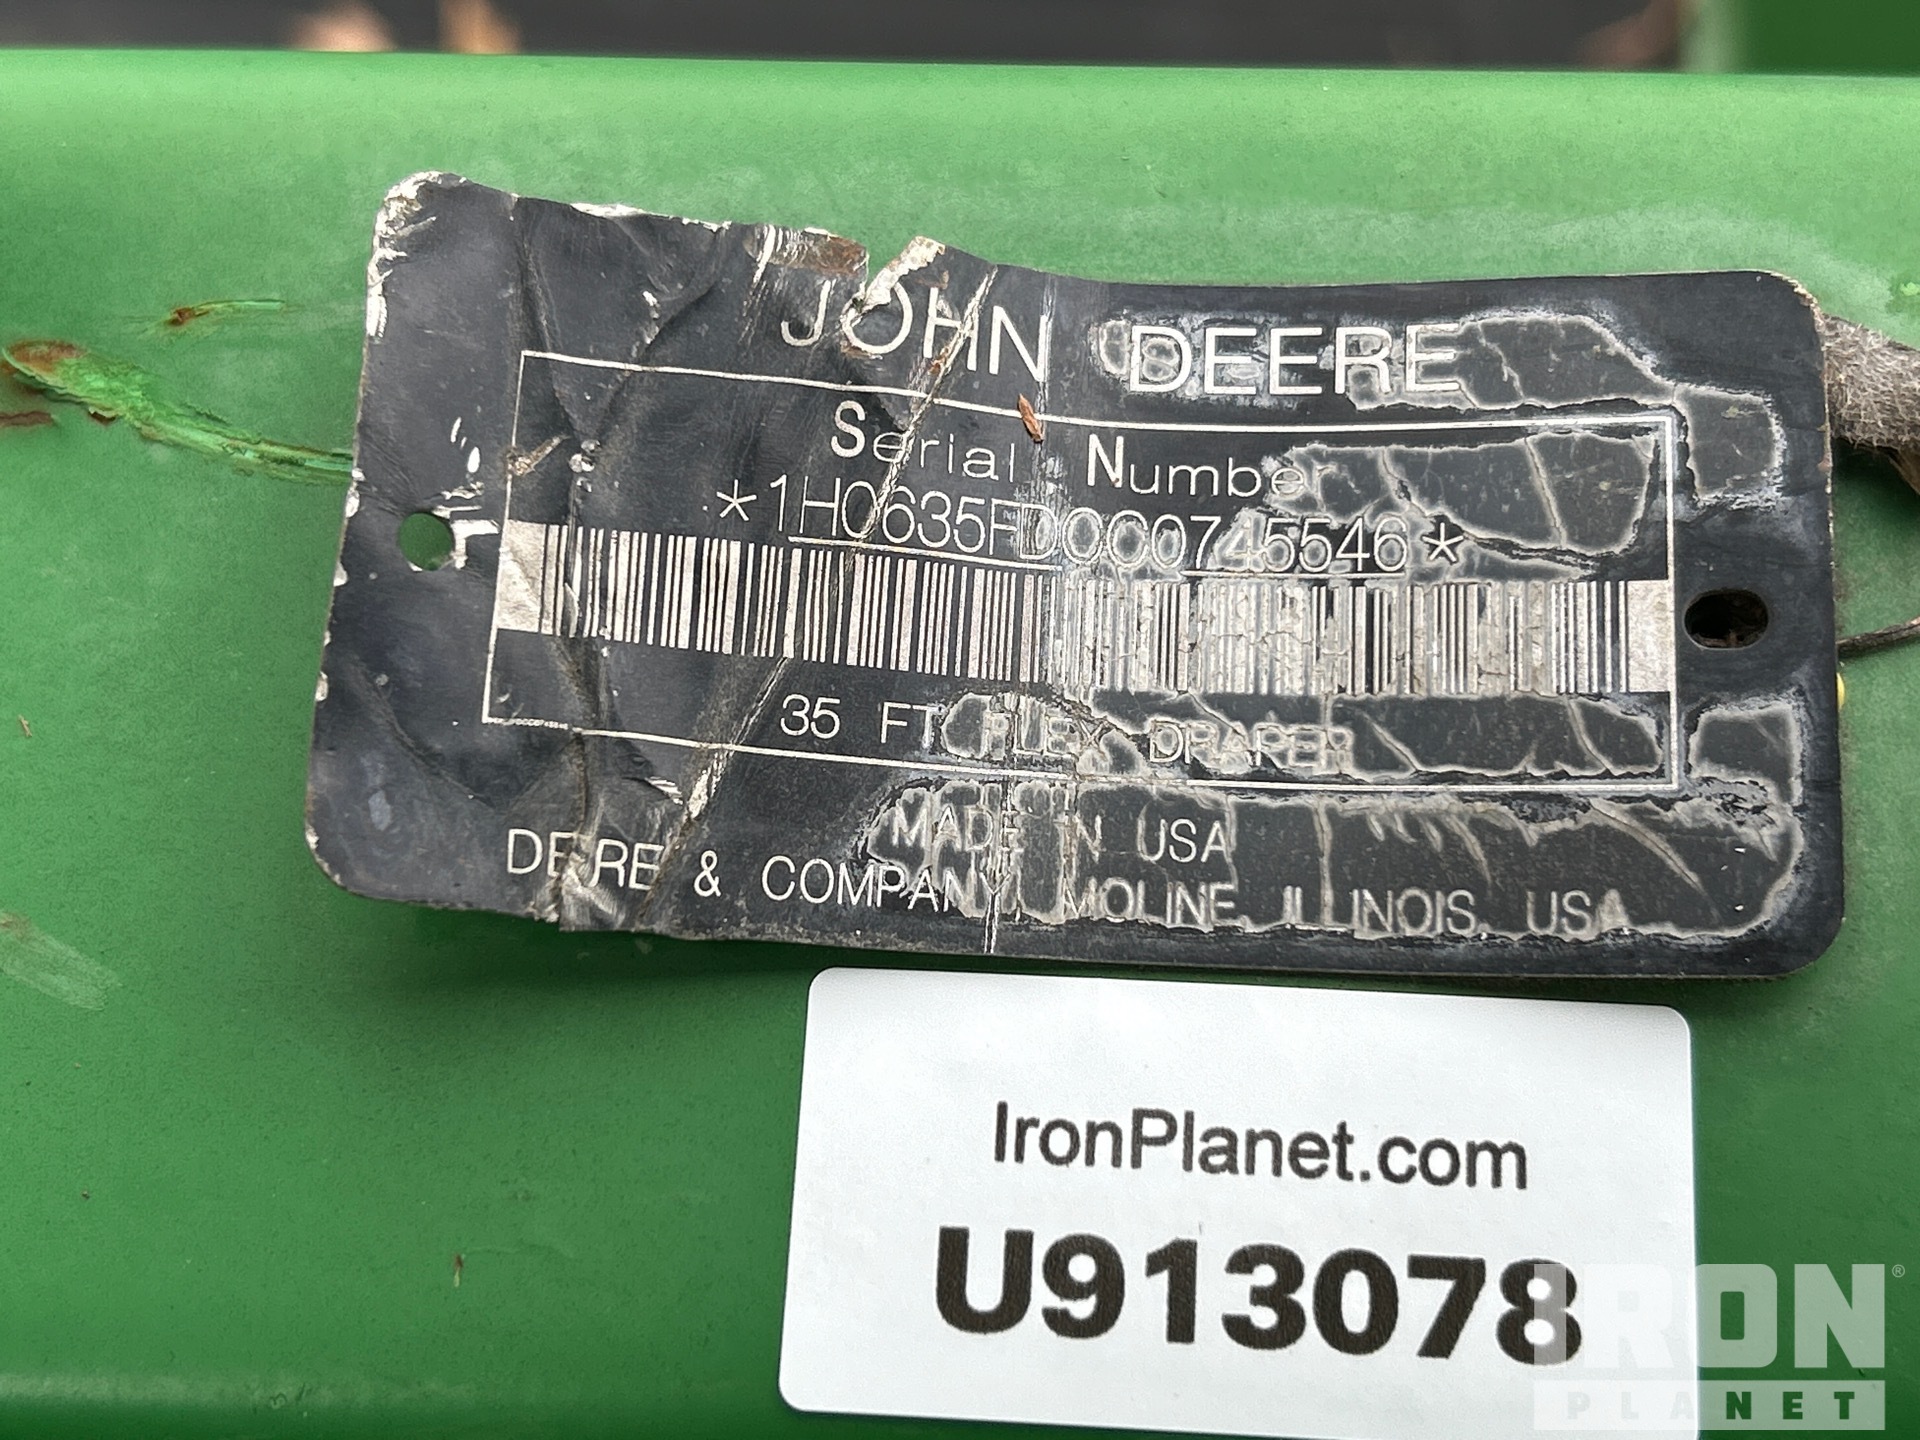 JOHN DEERE
Serial Number
*1H0635FDCC0745546*
35 FT FLEX DRAPER
MADE IN USA
DEERE & COMPANY, MOLINE, ILLINOIS, USA
IronPlanet.com
U913078
IRON®
PLANET